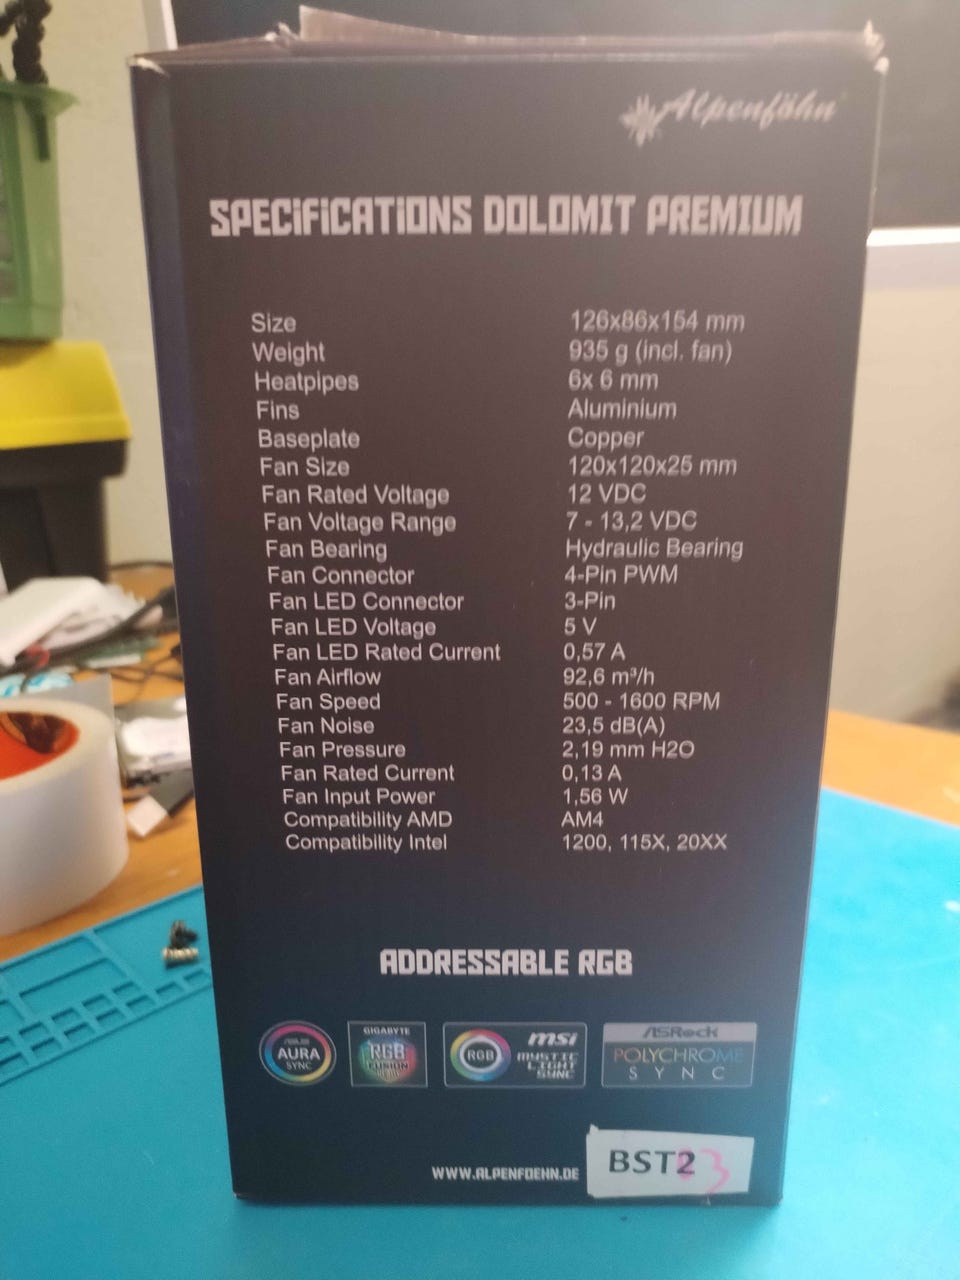 Alpenföhn
SPECIFICATIONS DOLOMIT PREMIUM
Size 126x86x154 mm
Weight 935 g (incl. fan)
Heatpipes 6x 6 mm
Fins Aluminium
Baseplate Copper
Fan Size 120x120x25 mm
Fan Rated Voltage 12 VDC
Fan Voltage Range 7 - 13,2 VDC
Fan Bearing Hydraulic Bearing
Fan Connector 4-Pin PWM
Fan LED Connector 3-Pin
Fan LED Voltage 5 V
Fan LED Rated Current 0,57 A
Fan Airflow 92,6 m³/h
Fan Speed 500 - 1600 RPM
Fan Noise 23,5 dB(A)
Fan Pressure 2,19 mm H2O
Fan Rated Current 0,13 A
Fan Input Power 1,56 W
Compatibility AMD AM4
Compatibility Intel 1200, 115X, 20XX
ADDRESSABLE RGB
ASUS
AURA
SYNC
GIGABYTE
RGB
FUSION
RGB
msi
MYSTIC
LIGHT
SYNC
ASRock
POLYCHROME
SYNC
WWW.ALPENFOEHN.DE
BST2 3